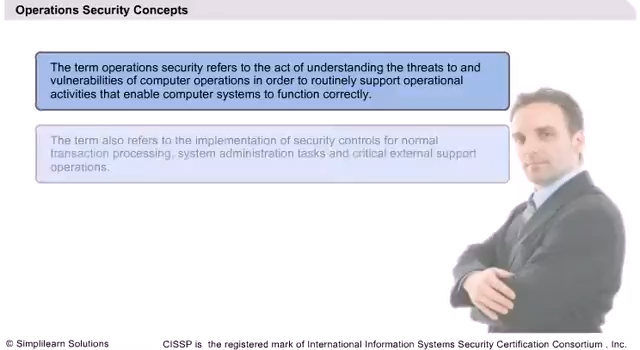 Operations Security Concepts
The term operations security refers to the act of understanding the threats to and
vulnerabilities of computer operations in order to routinely support operational
activities that enable computer systems to function correctly.
The term also refers to the implementation of security controls for normal
transaction processing, system administration tasks and critical external support
operations.
© Simplilearn Solutions
CISSP is the registered mark of International Information Systems Security Certification Consortium , Inc.